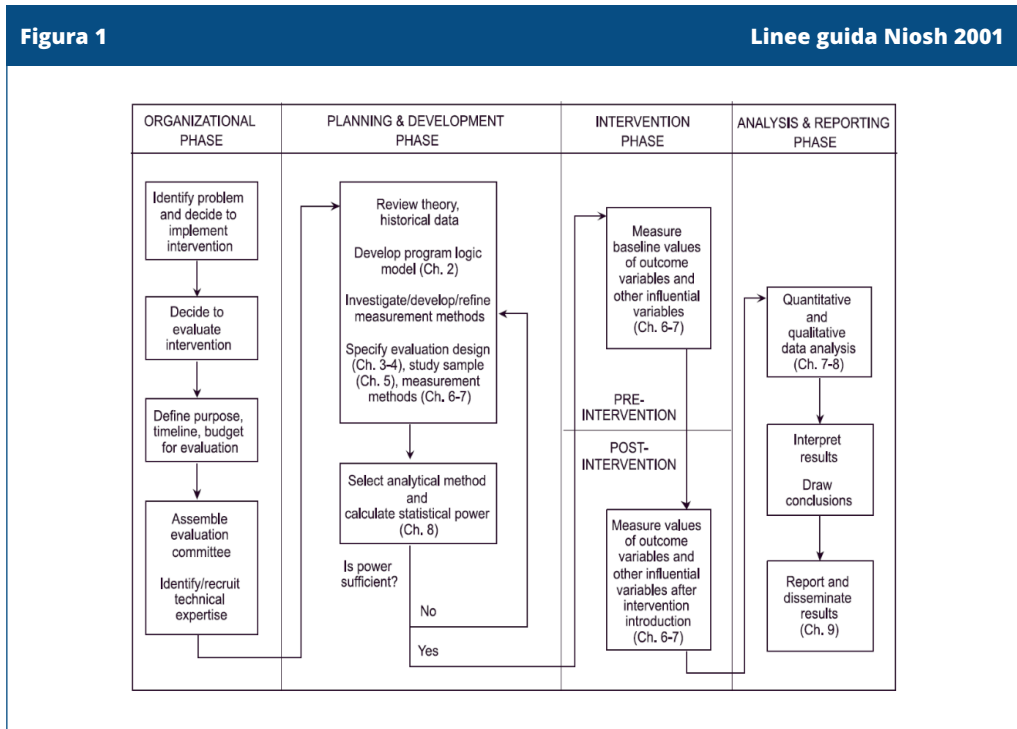 Figura 1
Linee guida Niosh 2001
ORGANIZATIONAL
PHASE
Identify problem
and decide to
implement
intervention
Decide to
evaluate
intervention
Define purpose,
timeline, budget
for evaluation
Assemble
evaluation
committee
Identify/recruit
technical
expertise
PLANNING & DEVELOPMENT
PHASE
Review theory,
historical data
Develop program logic
model (Ch. 2)
Investigate/develop/refine
measurement methods
Specify evaluation design
(Ch. 3-4), study sample
(Ch. 5), measurement
methods (Ch. 6-7)
Select analytical method
and
calculate statistical power
(Ch. 8)
Is power
sufficient?
No
Yes
INTERVENTION
PHASE
Measure
baseline values
of outcome
variables and
other influential
variables
(Ch. 6-7)
PRE-
INTERVENTION
POST-
INTERVENTION
Measure values
of outcome
variables and
other influential
variables after
intervention
introduction
(Ch. 6-7)
ANALYSIS & REPORTING
PHASE
Quantitative
and
qualitative
data analysis
(Ch. 7-8)
Interpret
results
Draw
conclusions
Report and
disseminate
results
(Ch. 9)